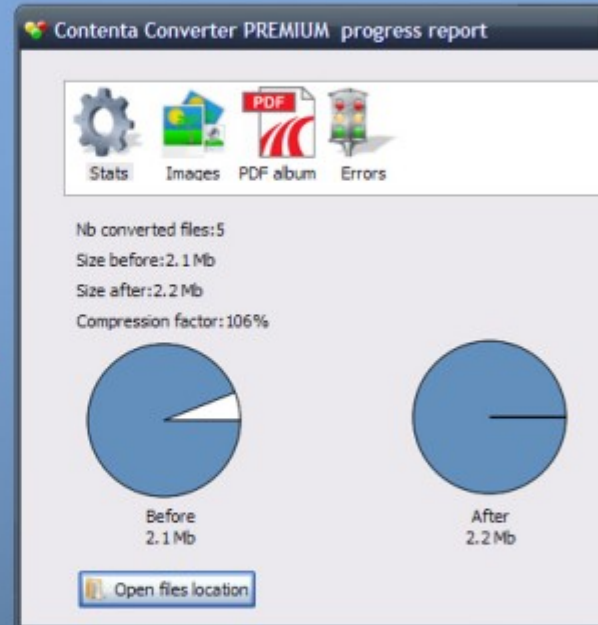 Contenta Converter PREMIUM progress report
PDF
Stats Images PDF album Errors
Nb converted files:5
Size before:2.1 Mb
Size after:2.2 Mb
Compression factor:106%
Before After
2.1 Mb 2.2 Mb
Open files location